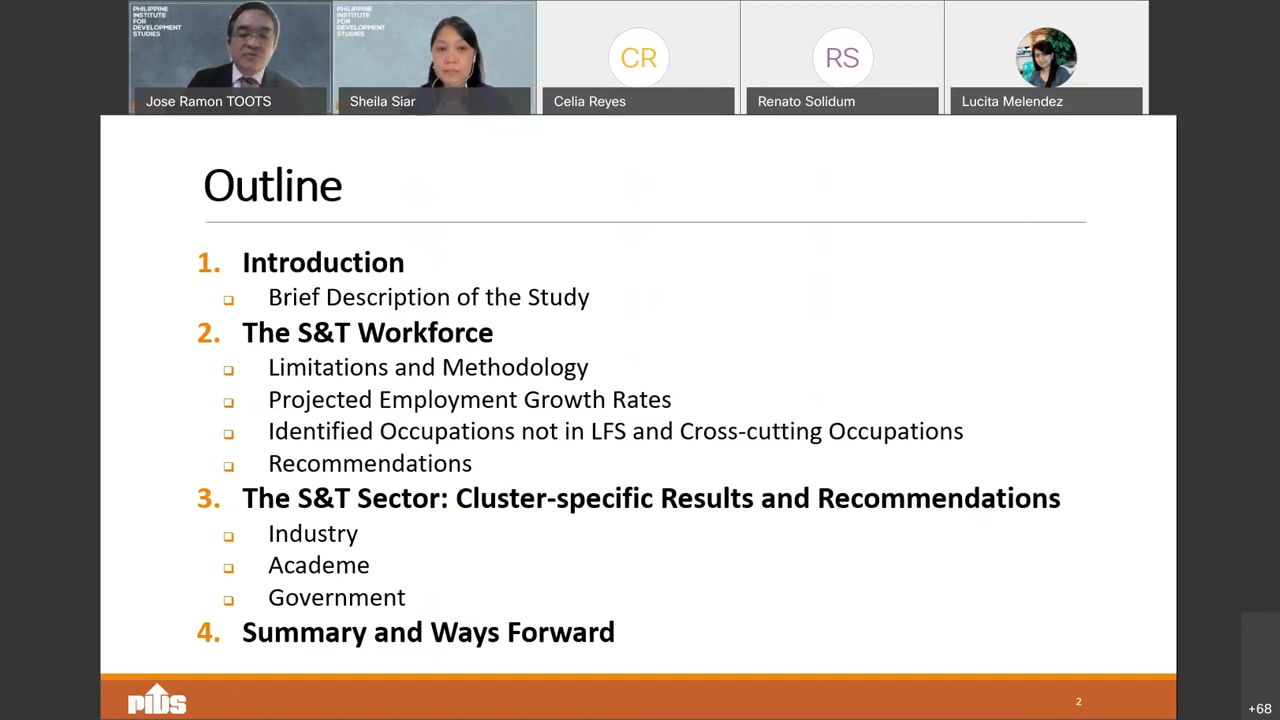 PHILIPPINE
INSTITUTE
FOR
DEVELOPMENT
STUDIES
PHILIPPINE
INSTITUTE
FOR
DEVELOPMENT
STUDIES
CR
RS
Jose Ramon TOOTS
Sheila Siar
Celia Reyes
Renato Solidum
Lucita Melendez
Outline
1. Introduction
Brief Description of the Study
2. The S&T Workforce
Limitations and Methodology
Projected Employment Growth Rates
Identified Occupations not in LFS and Cross-cutting Occupations
Recommendations
3. The S&T Sector: Cluster-specific Results and Recommendations
Industry
Academe
Government
4. Summary and Ways Forward
PIDS
2
+68